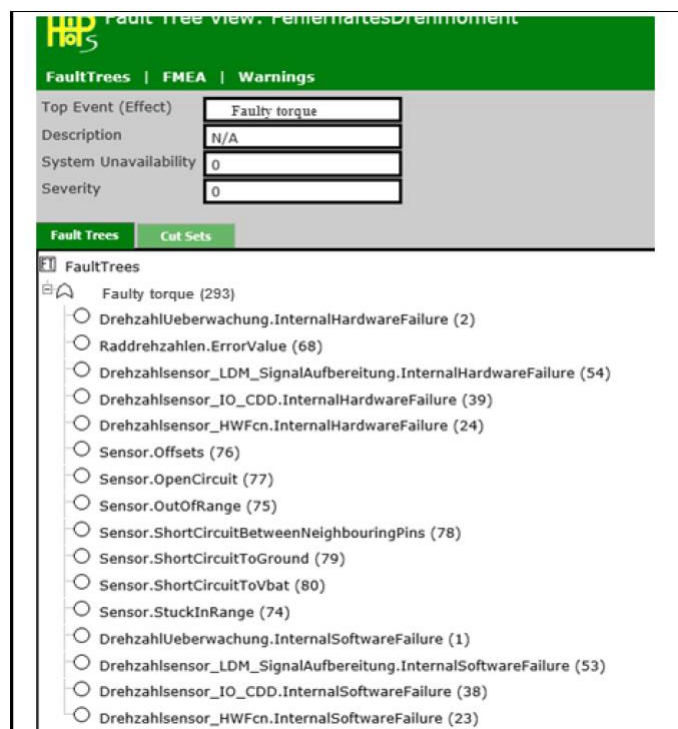 HiP
HOPS
Fault Tree View: FehlerhaftesDrehmoment
FaultTrees | FMEA | Warnings
Top Event (Effect) Faulty torque
Description N/A
System Unavailability 0
Severity 0
Fault Trees Cut Sets
FT FaultTrees
Faulty torque (293)
DrehzahlUeberwachung.InternalHardwareFailure (2)
Raddrehzahlen.ErrorValue (68)
Drehzahlsensor_LDM_SignalAufbereitung.InternalHardwareFailure (54)
Drehzahlsensor_IO_CDD.InternalHardwareFailure (39)
Drehzahlsensor_HWFcn.InternalHardwareFailure (24)
Sensor.Offsets (76)
Sensor.OpenCircuit (77)
Sensor.OutOfRange (75)
Sensor.ShortCircuitBetweenNeighbouringPins (78)
Sensor.ShortCircuitToGround (79)
Sensor.ShortCircuitToVbat (80)
Sensor.StuckInRange (74)
DrehzahlUeberwachung.InternalSoftwareFailure (1)
Drehzahlsensor_LDM_SignalAufbereitung.InternalSoftwareFailure (53)
Drehzahlsensor_IO_CDD.InternalSoftwareFailure (38)
Drehzahlsensor_HWFcn.InternalSoftwareFailure (23)